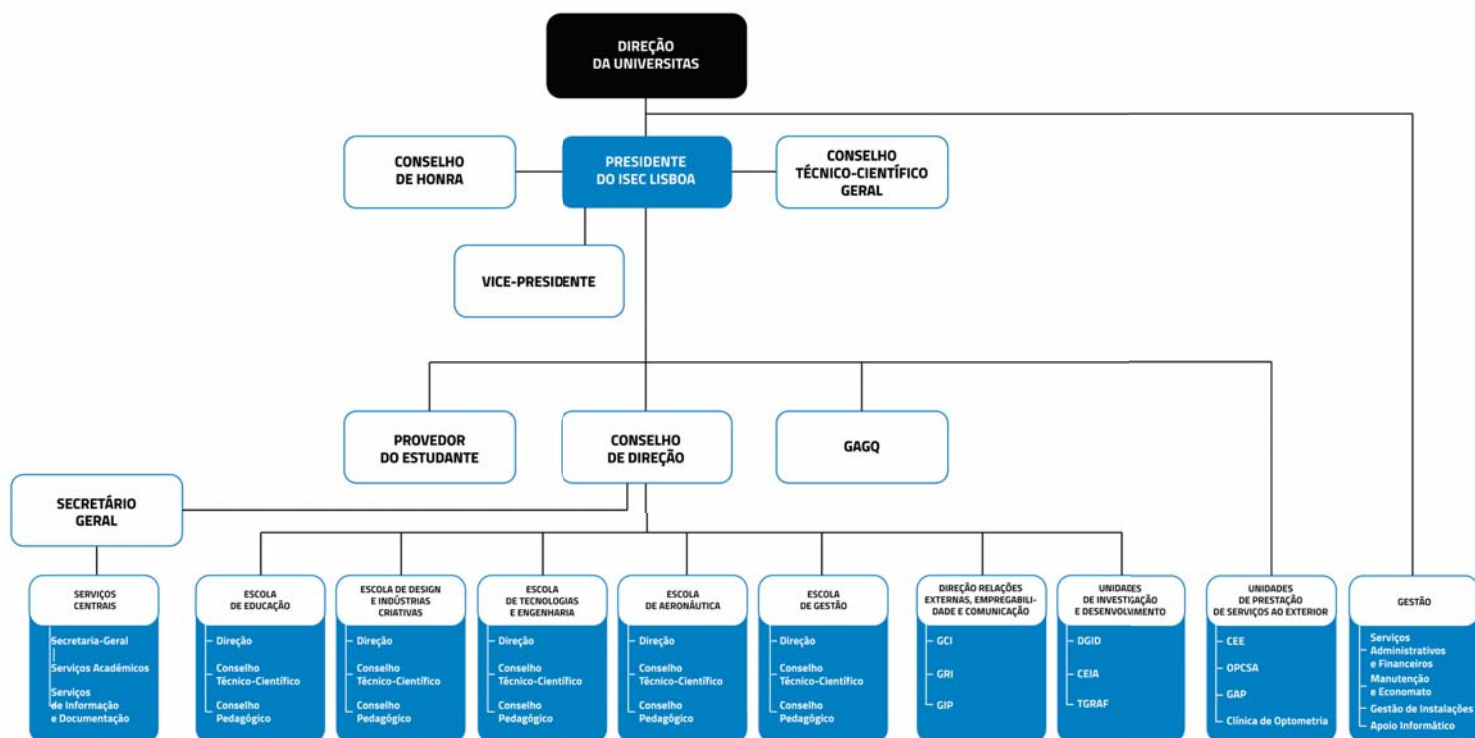 DIREÇÃO
DA UNIVERSITAS
CONSELHO
DE HONRA
PRESIDENTE
DO ISEC LISBOA
CONSELHO
TÉCNICO-CIENTÍFICO
GERAL
VICE-PRESIDENTE
PROVEDOR
DO ESTUDANTE
CONSELHO
DE DIREÇÃO
GAGQ
SECRETÁRIO
GERAL
SERVIÇOS
CENTRAIS
Secretaria-Geral
Serviços Académicos
Serviços
de Informação
e Documentação
ESCOLA
DE EDUCAÇÃO
Direção
Conselho
Técnico-Científico
Conselho
Pedagógico
ESCOLA DE DESIGN
E INDÚSTRIAS
CRIATIVAS
Direção
Conselho
Técnico-Científico
Conselho
Pedagógico
ESCOLA
DE TECNOLOGIAS
E ENGENHARIA
Direção
Conselho
Técnico-Científico
Conselho
Pedagógico
ESCOLA
DE AERONÁUTICA
Direção
Conselho
Técnico-Científico
Conselho
Pedagógico
ESCOLA
DE GESTÃO
Direção
Conselho
Técnico-Científico
Conselho
Pedagógico
DIREÇÃO RELAÇÕES
EXTERNAS, EMPREGABILI-
DADE E COMUNICAÇÃO
GCI
GRI
GIP
UNIDADES
DE INVESTIGAÇÃO
E DESENVOLVIMENTO
DGID
CEIA
TGRAF
UNIDADES
DE PRESTAÇÃO
DE SERVIÇOS AO EXTERIOR
CEE
OPCSA
GAP
Clínica de Optometria
GESTÃO
Serviços
Administrativos
e Financeiros
Manutenção
e Economato
Gestão de Instalações
Apoio Informático